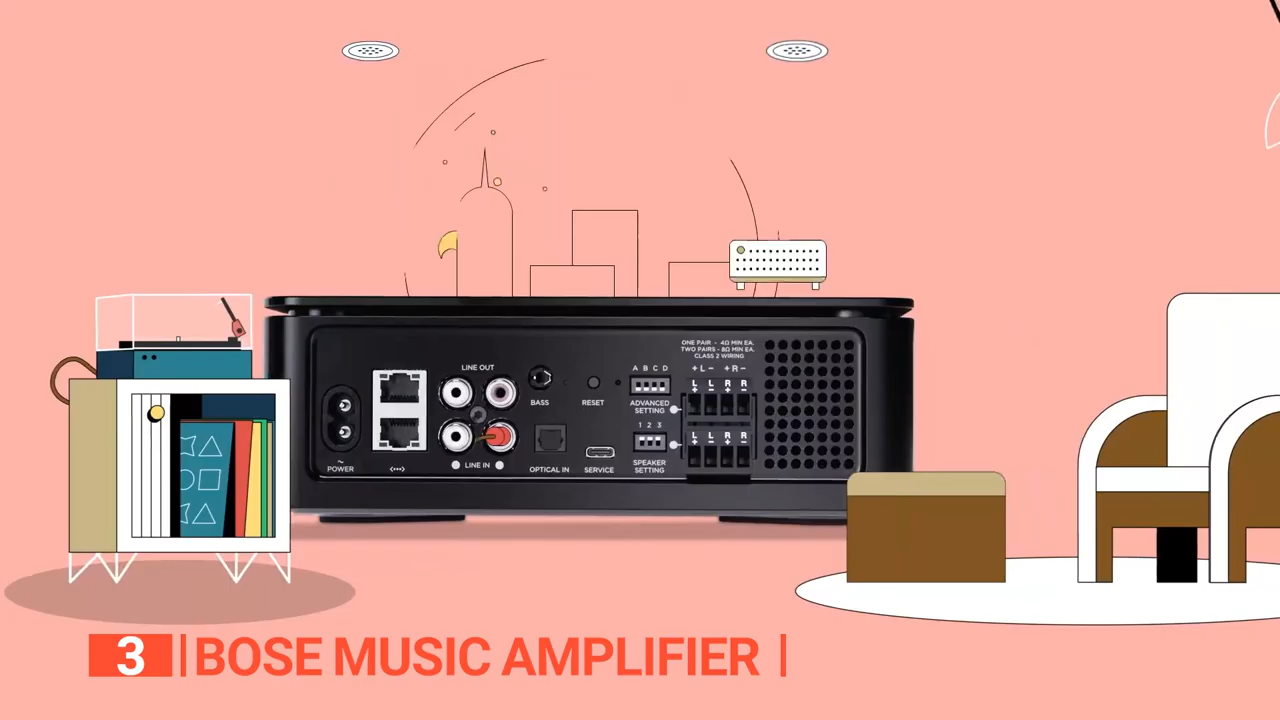 ONE PAIR - 4Ω MIN EA.
TWO PAIRS - 8Ω MIN EA.
CLASS 2 WIRING
LINE OUT
A B C D
+ L - + R -
L L R R
+ - + -
BASS
RESET
ADVANCED
SETTING
1 2 3
L L R R
+ - + -
~
POWER
<···>
LINE IN
OPTICAL IN
SERVICE
SPEAKER
SETTING
3 BOSE MUSIC AMPLIFIER